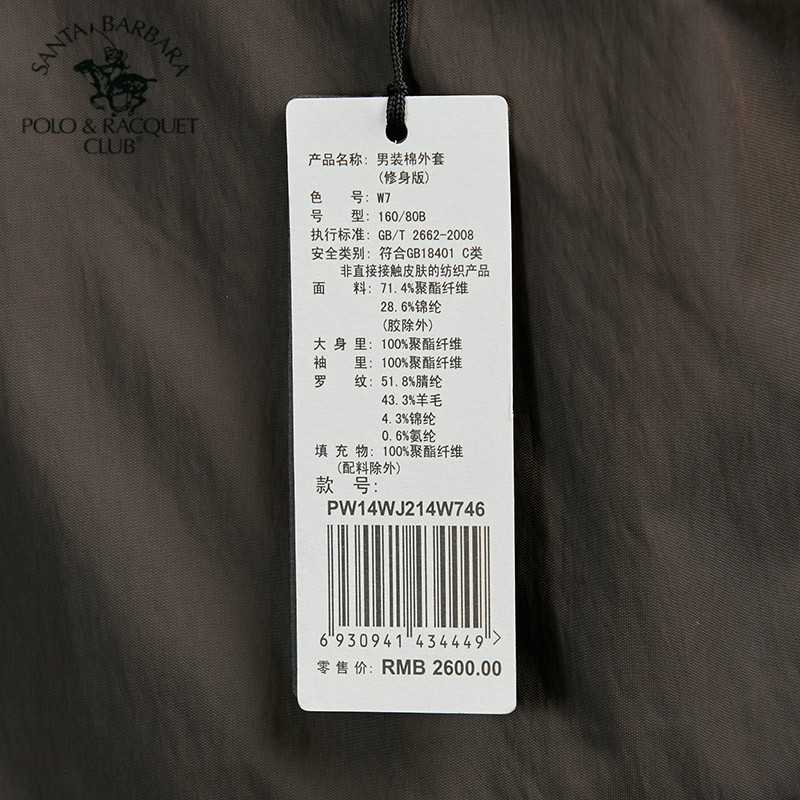 SANTA BARBARA
POLO & RACQUET
CLUB
产品名称: 男装棉外套
(修身版)
色 号: W7
号 型: 160/80B
执行标准: GB/T 2662-2008
安全类别: 符合GB18401 C类
非直接接触皮肤的纺织产品
面 料: 71.4%聚酯纤维
28.6%锦纶
(胶除外)
大 身 里: 100%聚酯纤维
袖 里: 100%聚酯纤维
罗 纹: 51.8%腈纶
43.3%羊毛
4.3%锦纶
0.6%氨纶
填 充 物: 100%聚酯纤维
(配料除外)
款 号:
PW14WJ214W746
6 930941 434449 >
零 售 价: RMB 2600.00